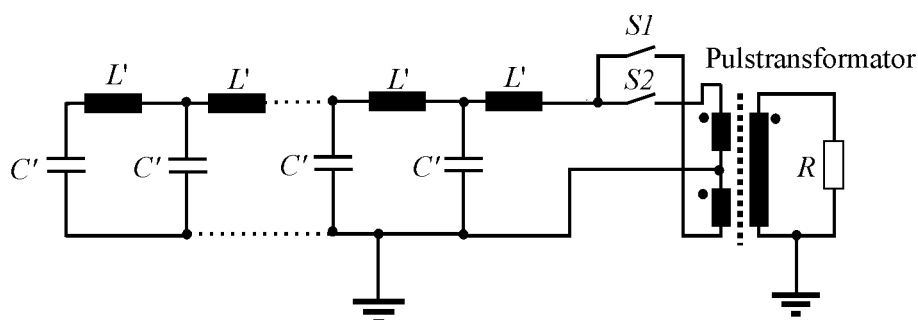 S1
Pulstransformator
L' L' L' L' S2
C' C' C' C' R